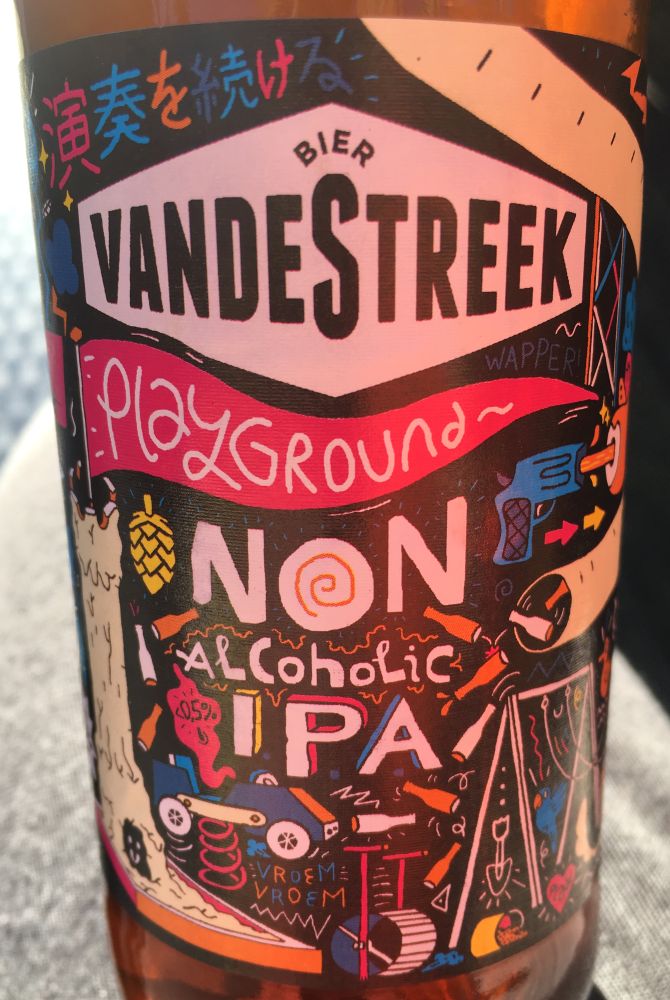 演奏を続ける
BIER
VANDESTREEK
WAPPER!
PLAYGROUND~
NON
ALCOHOLIC
<0,5%
IPA
VROEM
VROEM